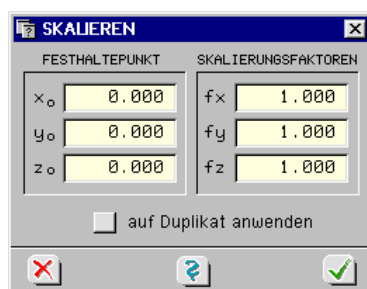 SKALIEREN
FESTHALTEPUNKT SKALIERUNGSFAKTOREN
xo 0.000 fx 1.000
yo 0.000 fy 1.000
zo 0.000 fz 1.000
auf Duplikat anwenden